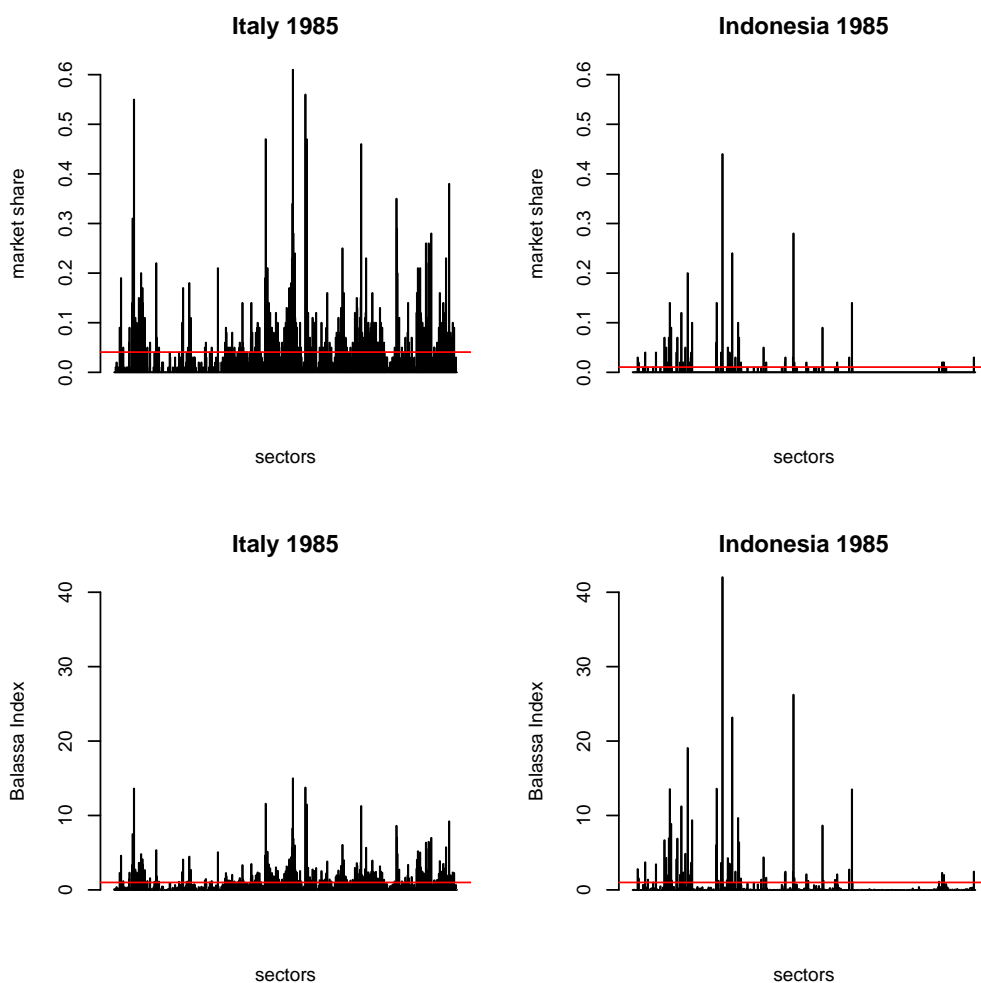 Italy 1985
market share
0.0 0.1 0.2 0.3 0.4 0.5 0.6
sectors
Indonesia 1985
market share
0.0 0.1 0.2 0.3 0.4 0.5 0.6
sectors
Italy 1985
Balassa Index
0 10 20 30 40
sectors
Indonesia 1985
Balassa Index
0 10 20 30 40
sectors